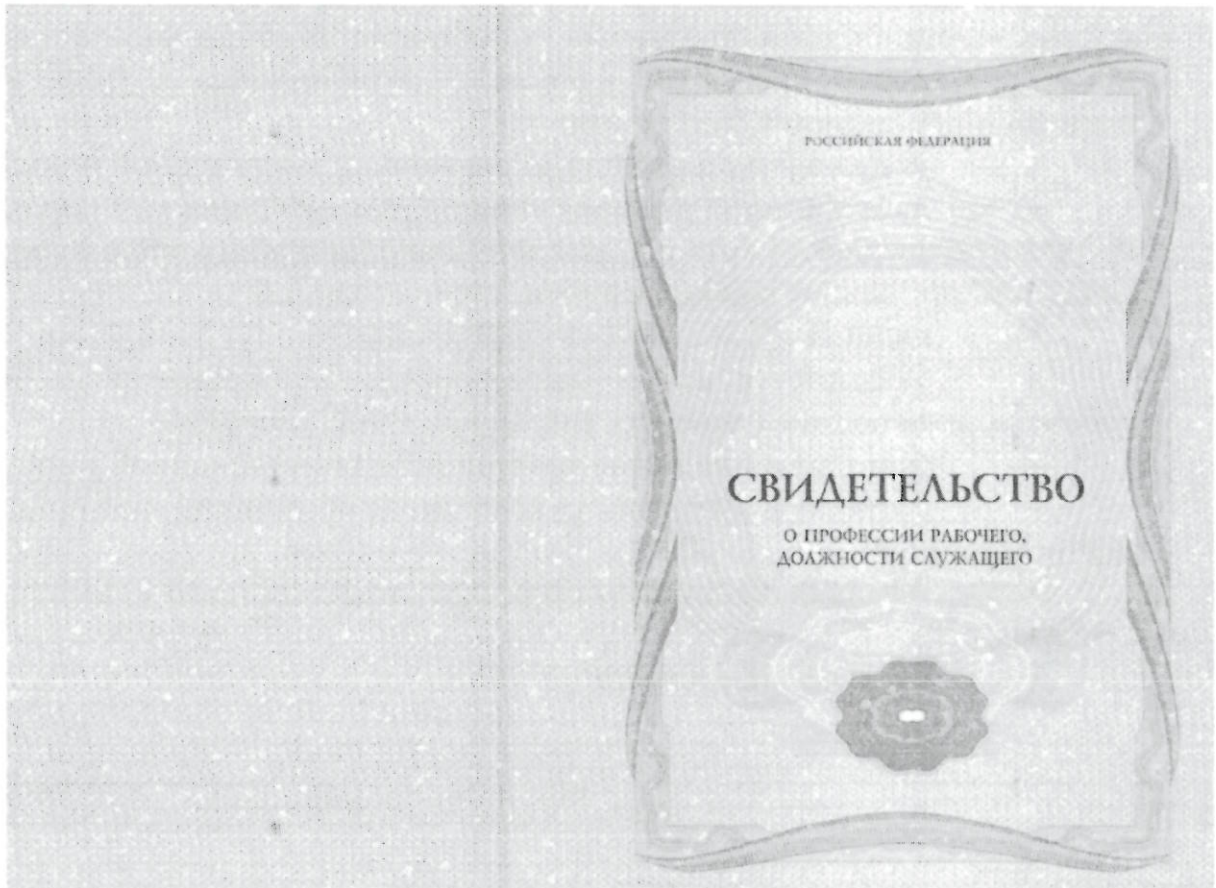 РОССИЙСКАЯ ФЕДЕРАЦИЯ
СВИДЕТЕЛЬСТВО
О ПРОФЕССИИ РАБОЧЕГО,
ДОЛЖНОСТИ СЛУЖАЩЕГО